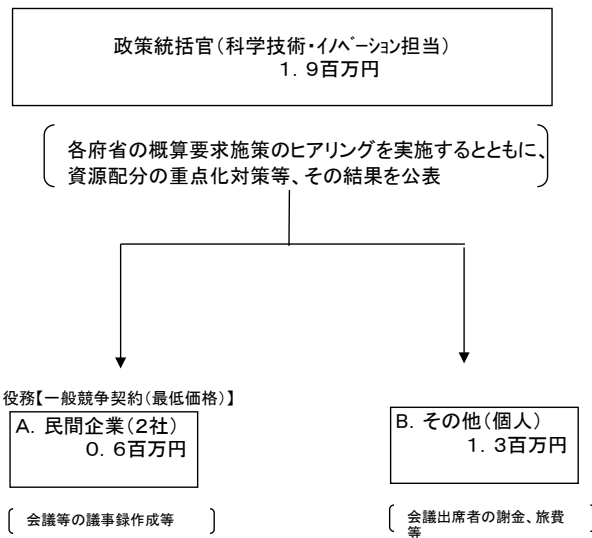 政策統括官（科学技術・イノベーション担当）
１．９百万円
各府省の概算要求施策のヒアリングを実施するとともに、
資源配分の重点化対策等、その結果を公表
役務【一般競争契約（最低価格）】
A．民間企業（２社）
０．６百万円
B．その他（個人）
１．３百万円
会議等の議事録作成等
会議出席者の謝金、旅費
等